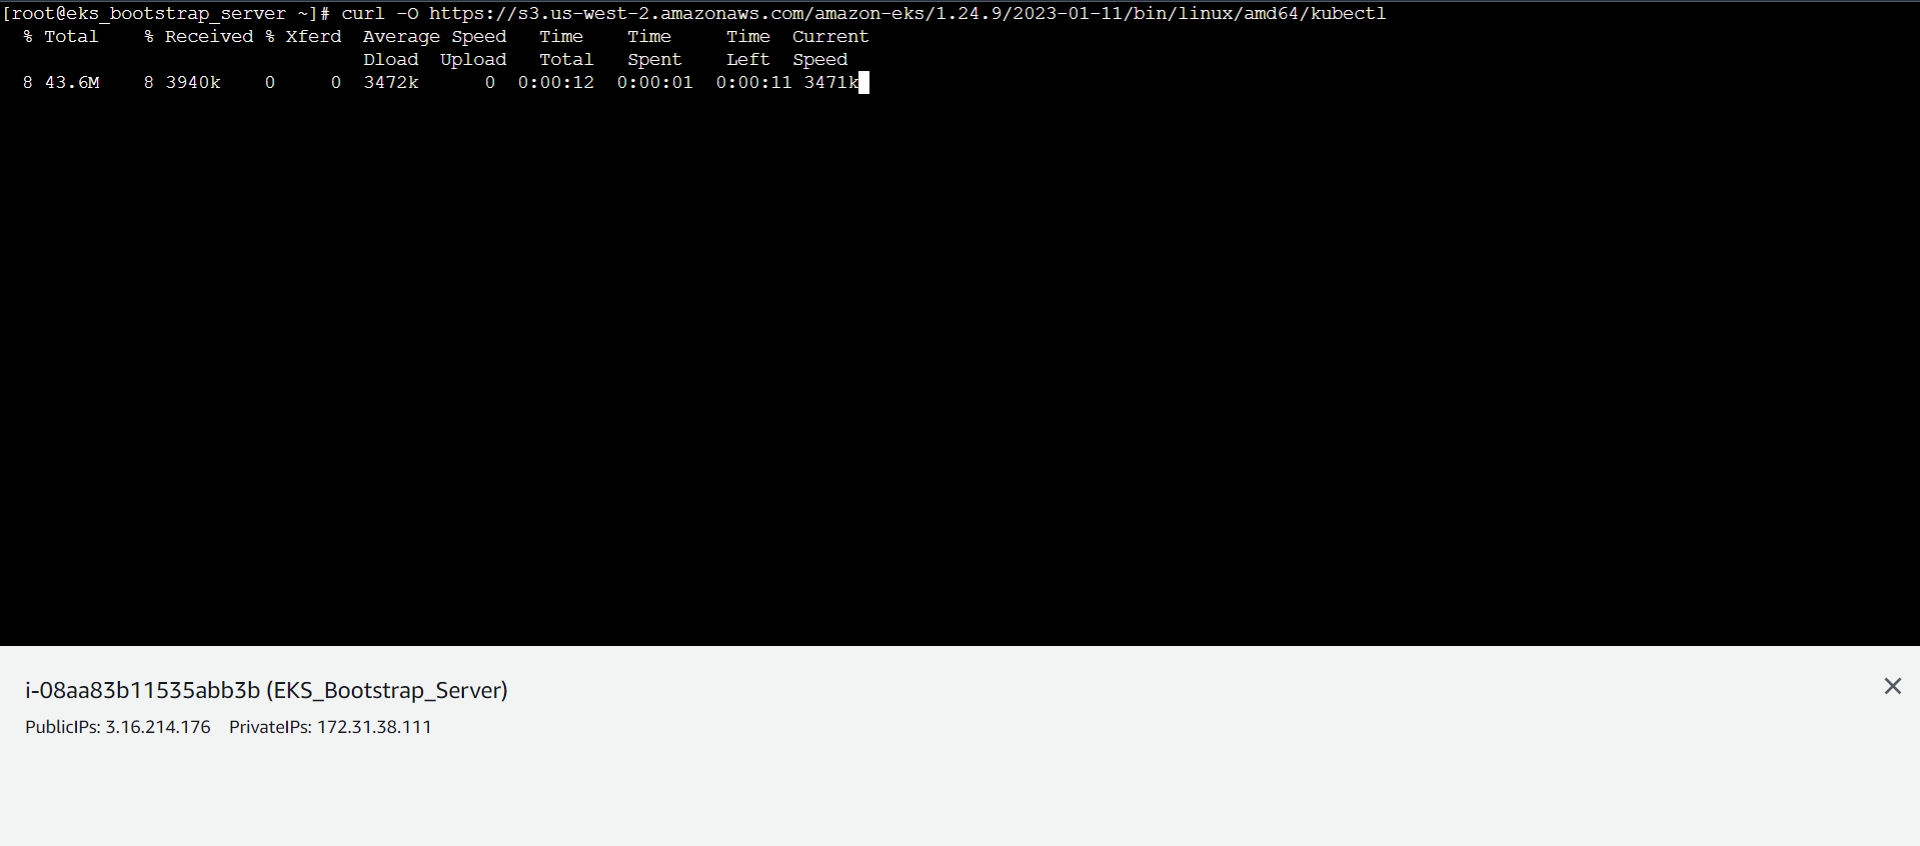 [root@eks_bootstrap_server ~]# curl -O https://s3.us-west-2.amazonaws.com/amazon-eks/1.24.9/2023-01-11/bin/linux/amd64/kubectl
  % Total    % Received % Xferd  Average Speed   Time    Time     Time  Current
                                 Dload  Upload   Total   Spent    Left  Speed
  8 43.6M    8 3940k    0     0  3472k      0  0:00:12  0:00:01  0:00:11 3471k
i-08aa83b11535abb3b (EKS_Bootstrap_Server)
PublicIPs: 3.16.214.176    PrivateIPs: 172.31.38.111